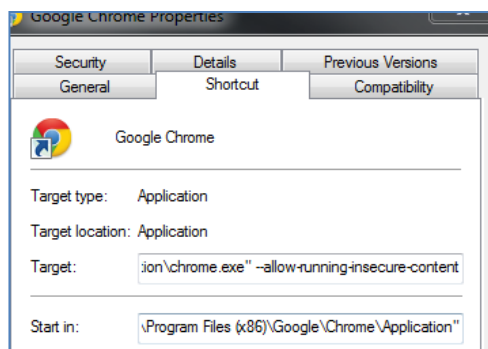 Google Chrome Properties
Security Details Previous Versions
General Shortcut Compatibility
Google Chrome
Target type: Application
Target location: Application
Target: :ion\chrome.exe" --allow-running-insecure-content
Start in: \Program Files (x86)\Google\Chrome\Application"